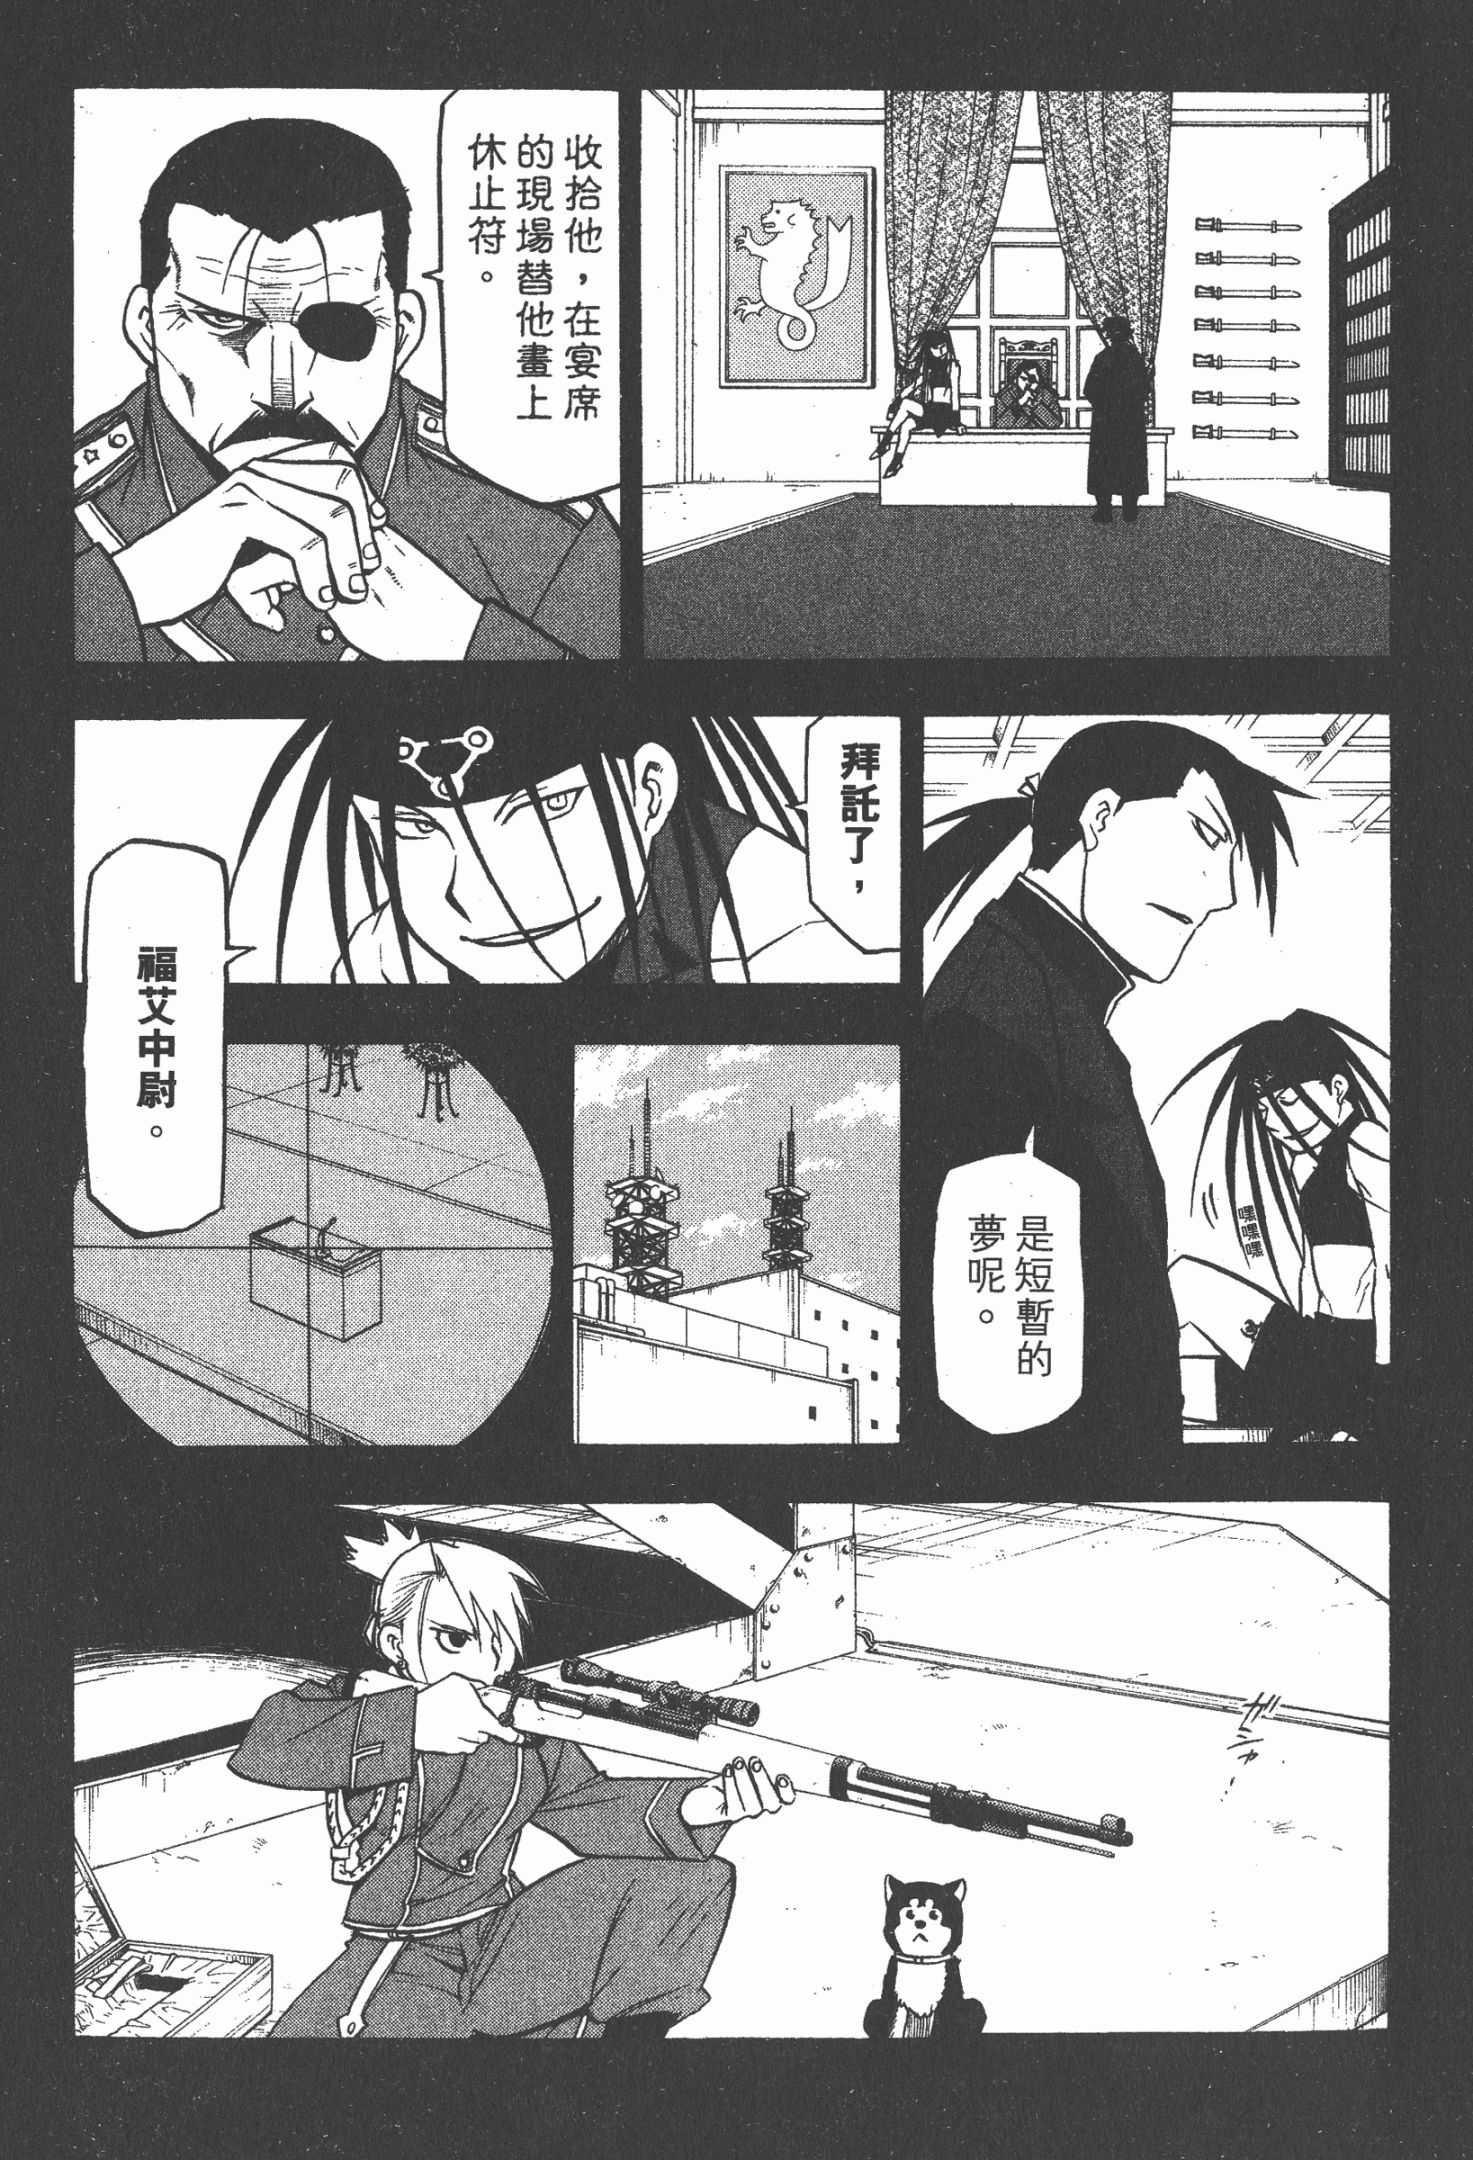 收拾他，在宴席
的現場替他畫上
休止符。
是短暫的
夢呢。
嘿嘿嘿
拜託了，
福艾中尉。
ガシャ